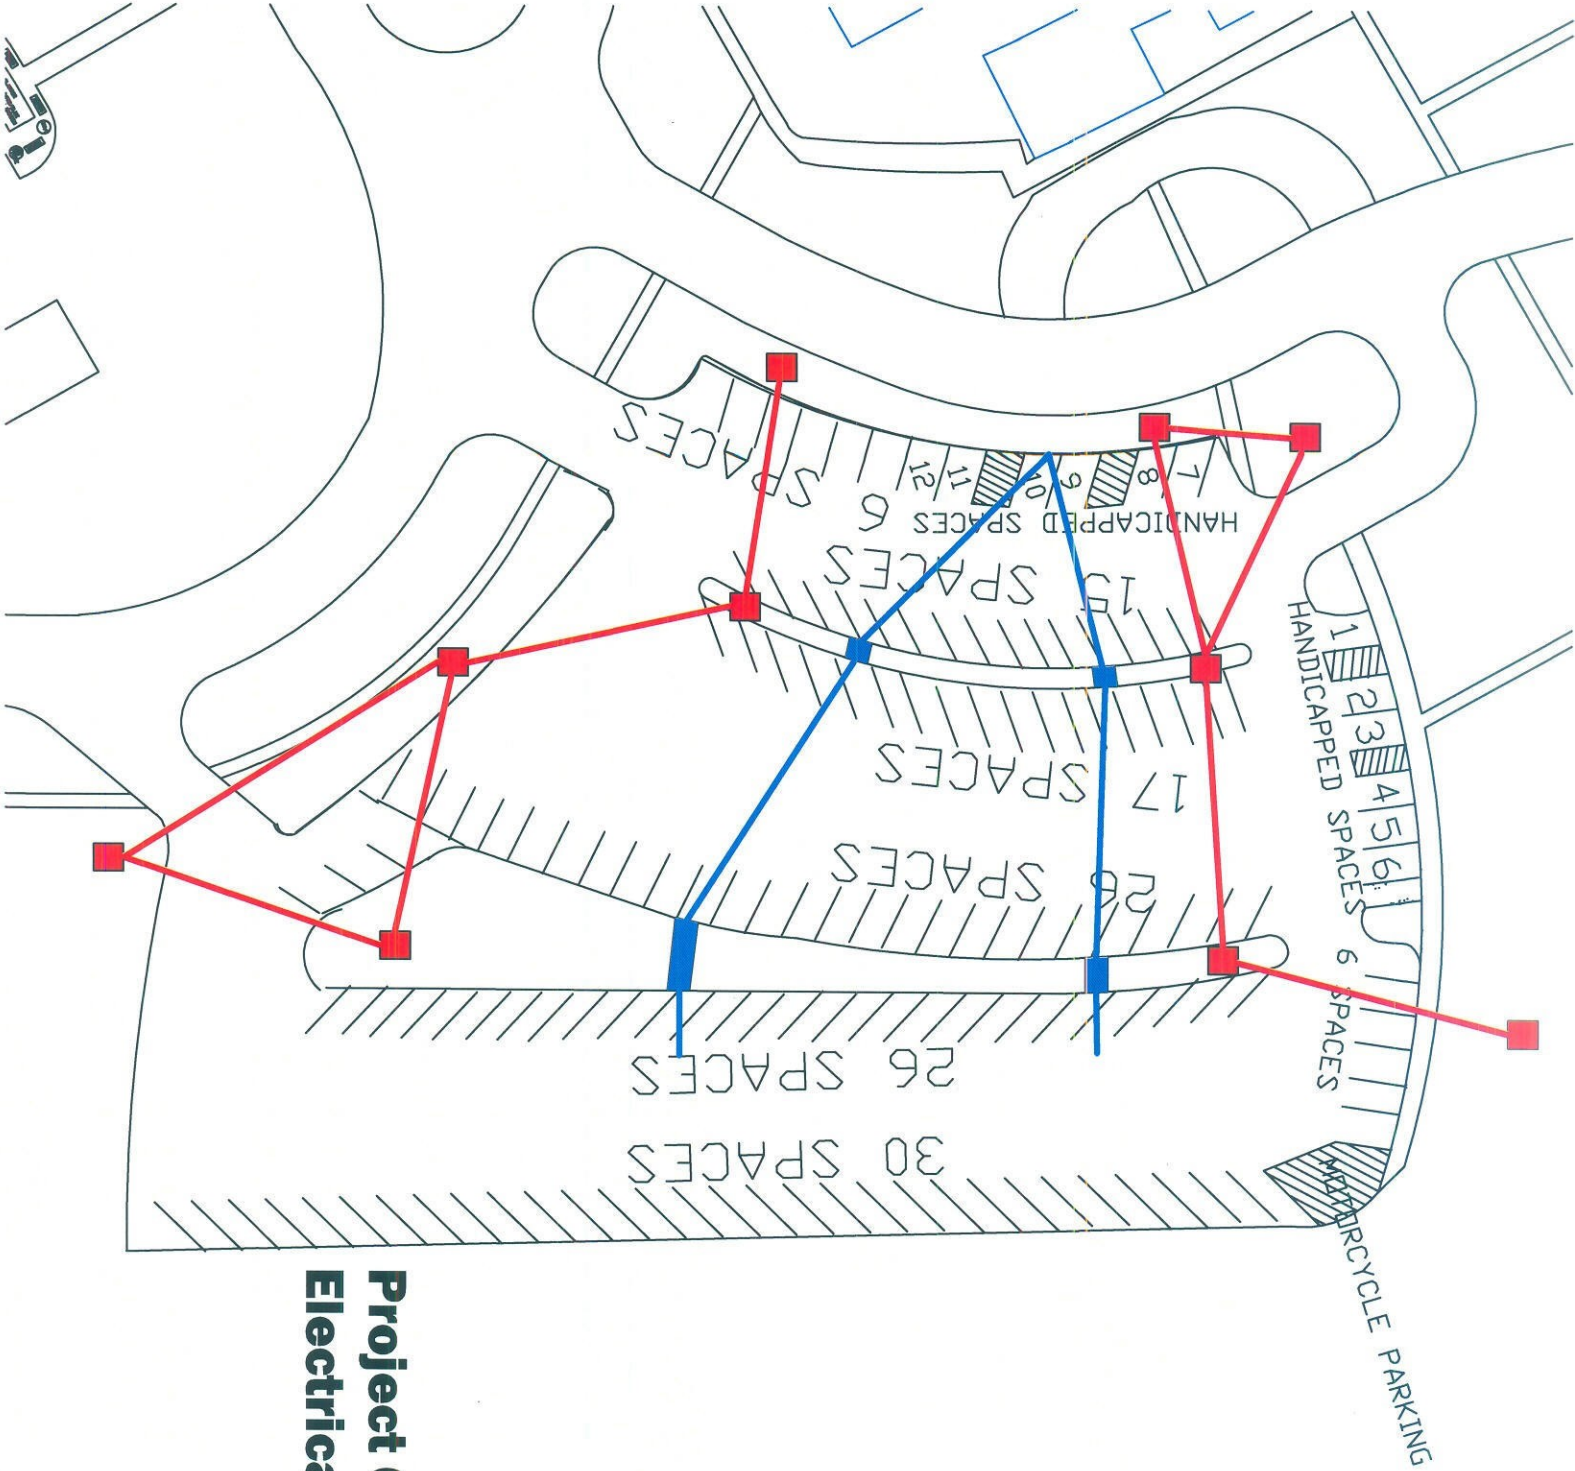 6 SPACES
12
11
10
9
8
7
HANDICAPPED SPACES
15 SPACES
17 SPACES
26 SPACES
26 SPACES
30 SPACES
HANDICAPPED SPACES
1
2
3
4
5
6
6 SPACES
MOTORCYCLE PARKING
Project
Electrica